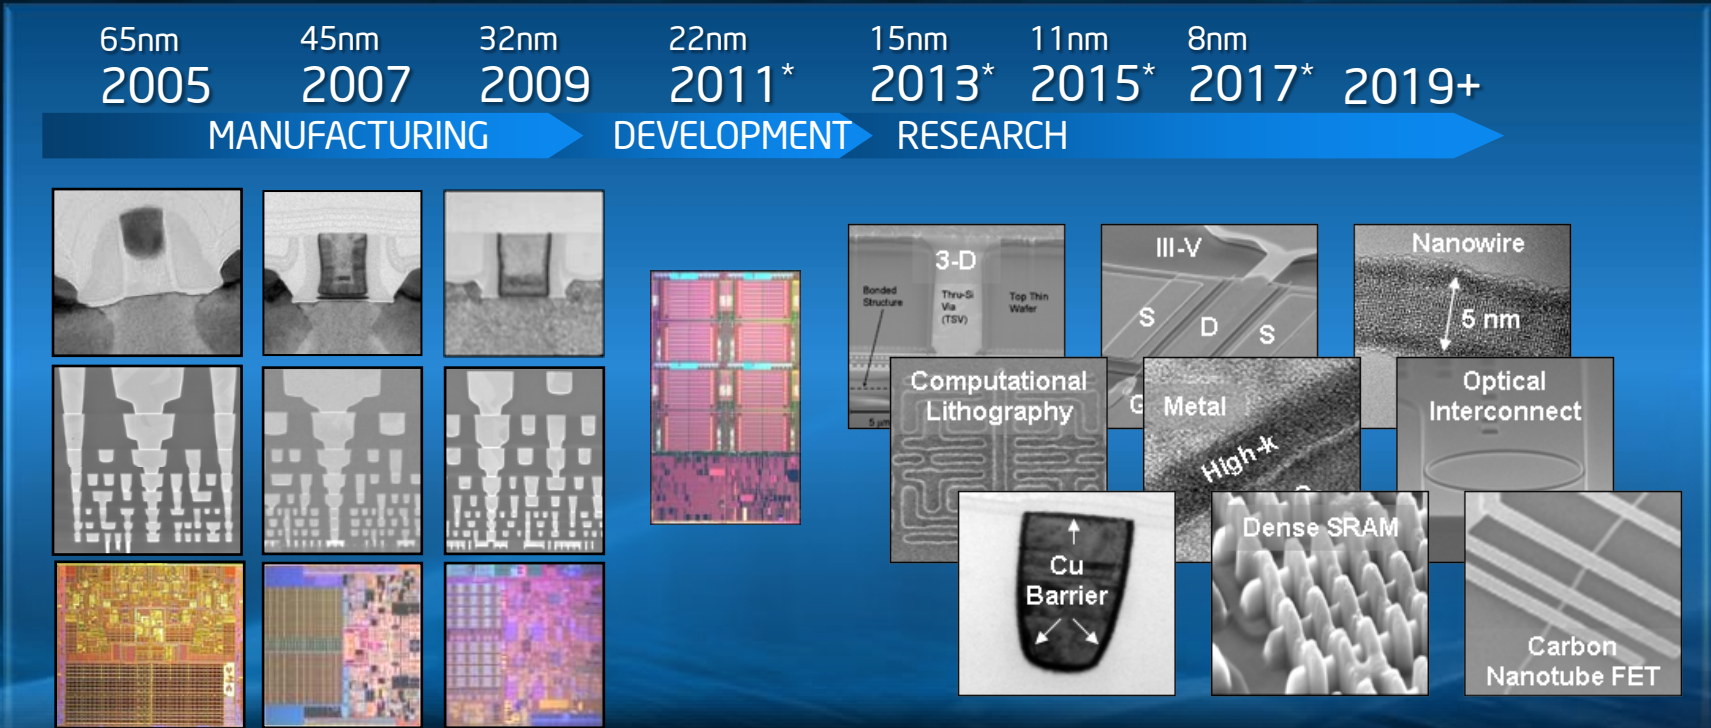 65nm
45nm
32nm
22nm
15nm
11nm
8nm
2005
2007
2009
2011*
2013*
2015*
2017*
2019+
MANUFACTURING
DEVELOPMENT
RESEARCH
3-D
Bonded
Structure
Thru-Si
Via
(TSV)
Top Thin
Wafer
5 µm
III-V
S
D
S
G
Nanowire
5 nm
Computational
Lithography
Metal
High-k
Optical
Interconnect
Cu
Barrier
Dense SRAM
Carbon
Nanotube FET